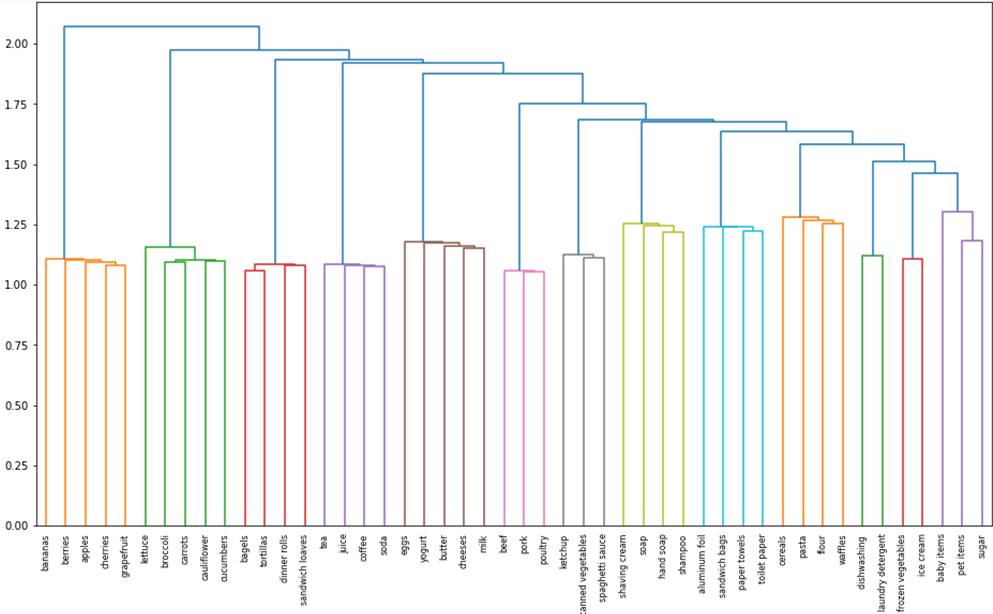 2.00
1.75
1.50
1.25
1.00
0.75
0.50
0.25
0.00
bananas
berries
apples
cherries
grapefruit
lettuce
broccoli
carrots
cauliflower
cucumbers
bagels
tortillas
dinner rolls
sandwich loaves
tea
juice
coffee
soda
eggs
yogurt
butter
cheeses
milk
beef
pork
poultry
ketchup
canned vegetables
spaghetti sauce
shaving cream
soap
hand soap
shampoo
aluminum foil
sandwich bags
paper towels
toilet paper
cereals
pasta
flour
waffles
dishwashing
laundry detergent
frozen vegetables
ice cream
baby items
pet items
sugar